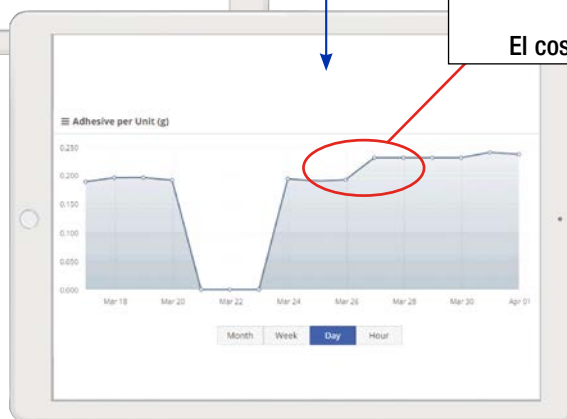 El cos
≡ Adhesive per Unit (g)
0.250
0.200
0.150
0.100
0.050
0.000
Mar 18 Mar 20 Mar 22 Mar 24 Mar 26 Mar 28 Mar 30 Apr 01
Month Week Day Hour